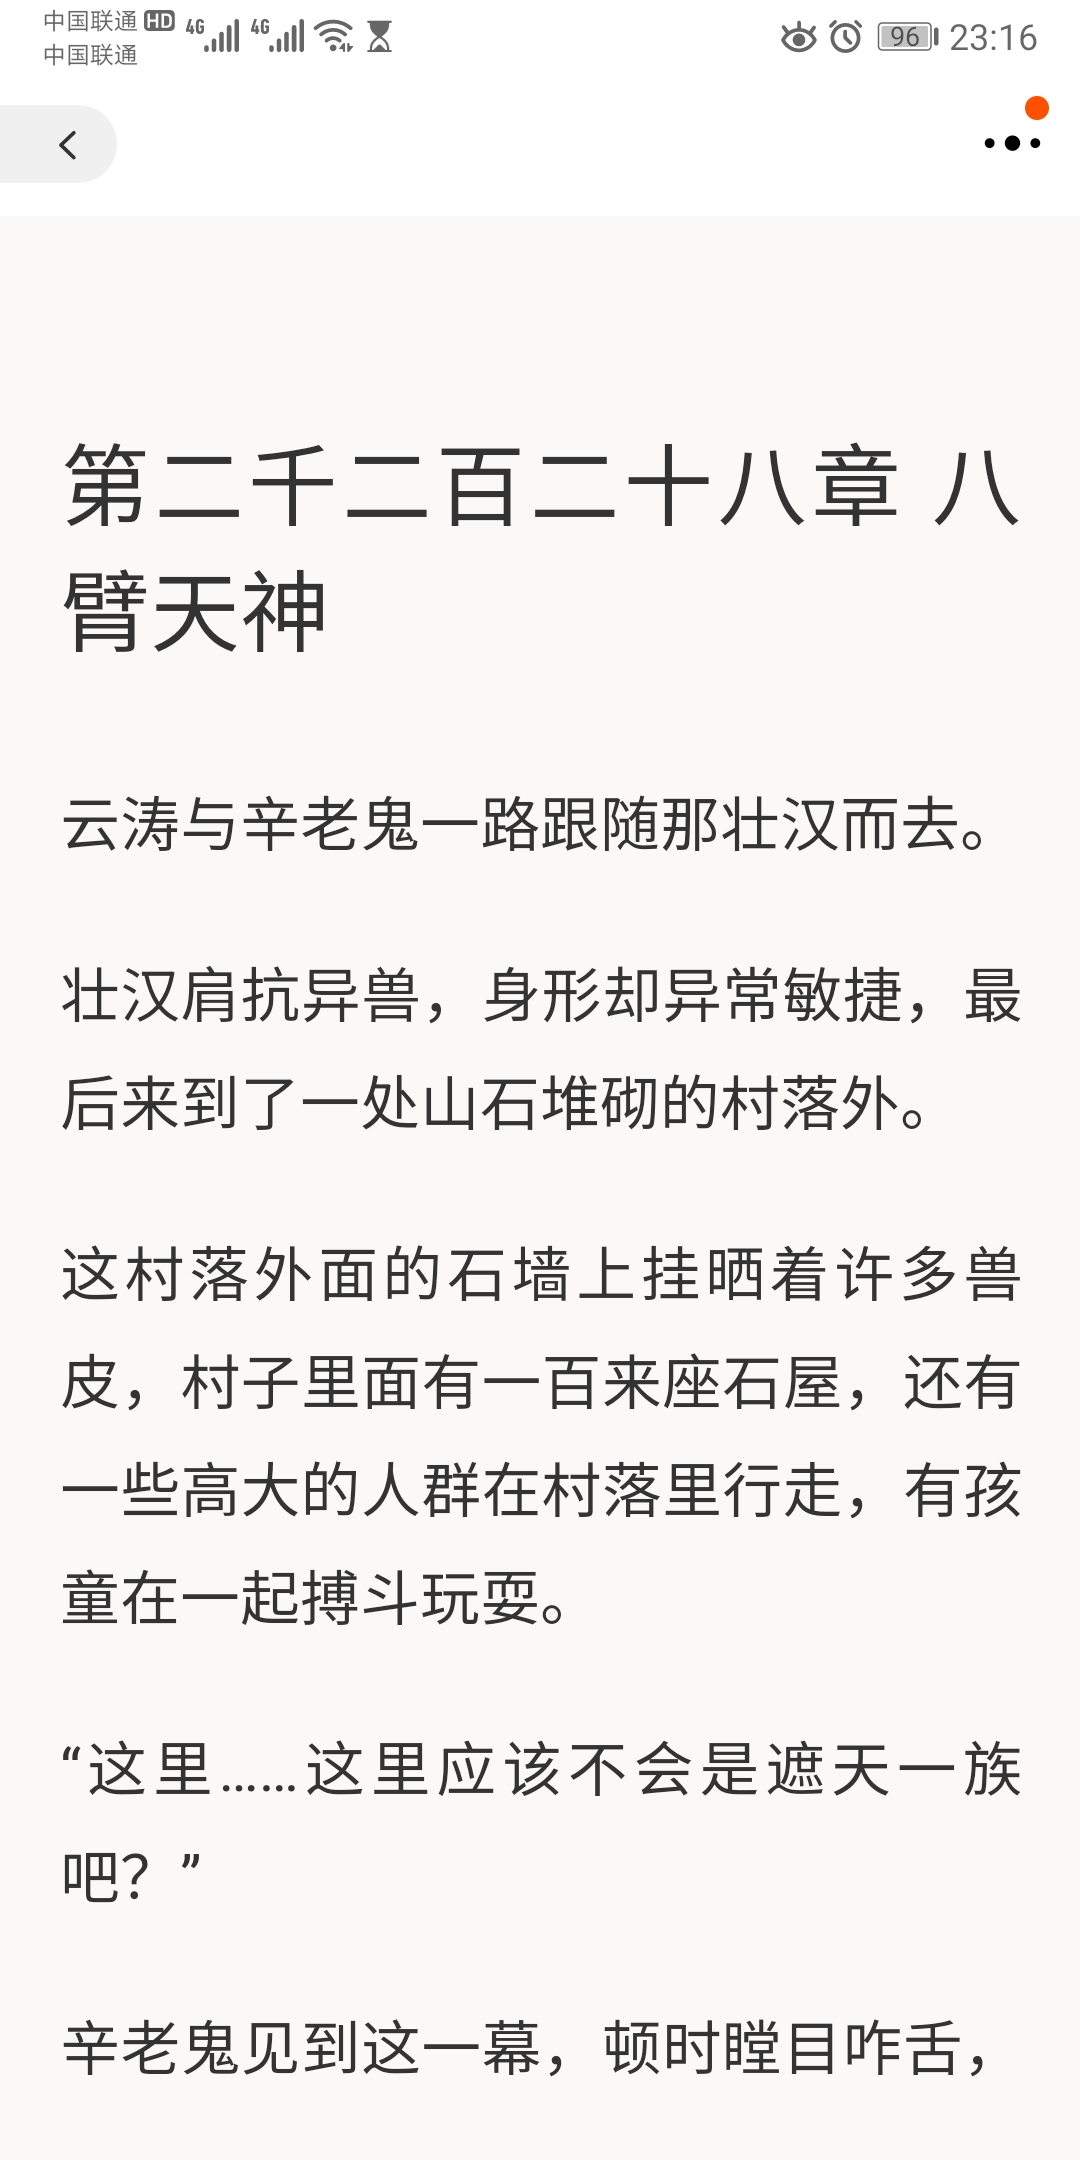 中国联通 HD 4G 4G 96 23:16
中国联通
第二千二百二十八章 八
臂天神
云涛与辛老鬼一路跟随那壮汉而去。
壮汉肩抗异兽，身形却异常敏捷，最
后来到了一处山石堆砌的村落外。
这村落外面的石墙上挂晒着许多兽
皮，村子里面有一百来座石屋，还有
一些高大的人群在村落里行走，有孩
童在一起搏斗玩耍。
“这里……这里应该不会是遮天一族
吧？”
辛老鬼见到这一幕，顿时瞠目咋舌，